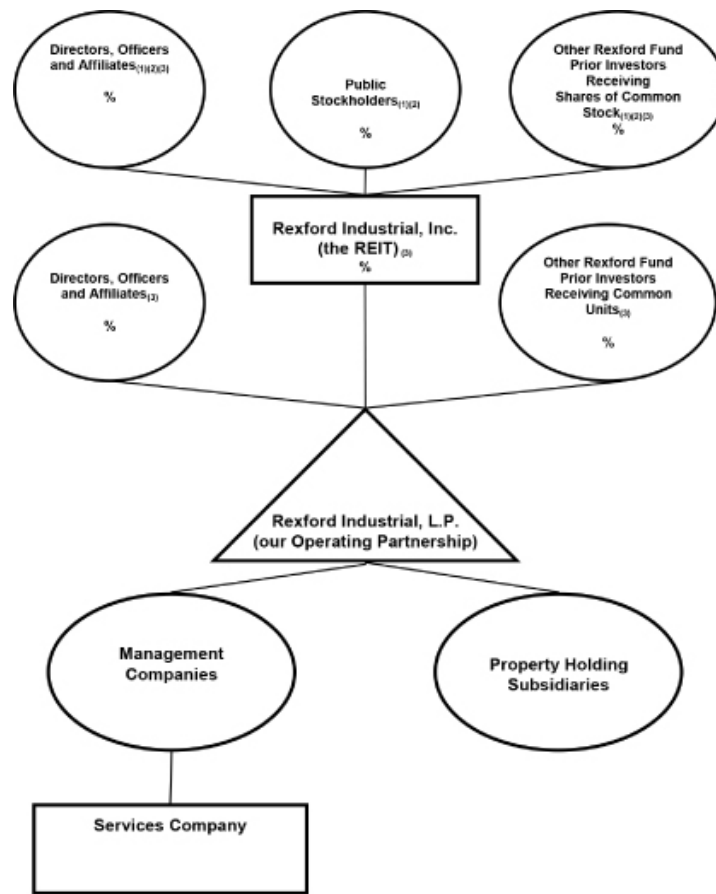 Directors, Officers
and Affiliates(1)(2)(3)
%
Public
Stockholders(1)(2)
%
Other Rexford Fund
Prior Investors
Receiving
Shares of Common
Stock(1)(2)(3)
%
Rexford Industrial, Inc.
(the REIT) (3)
%
Directors, Officers
and Affiliates(3)
%
Other Rexford Fund
Prior Investors
Receiving Common
Units(3)
%
Rexford Industrial, L.P.
(our Operating Partnership)
Management
Companies
Property Holding
Subsidiaries
Services Company